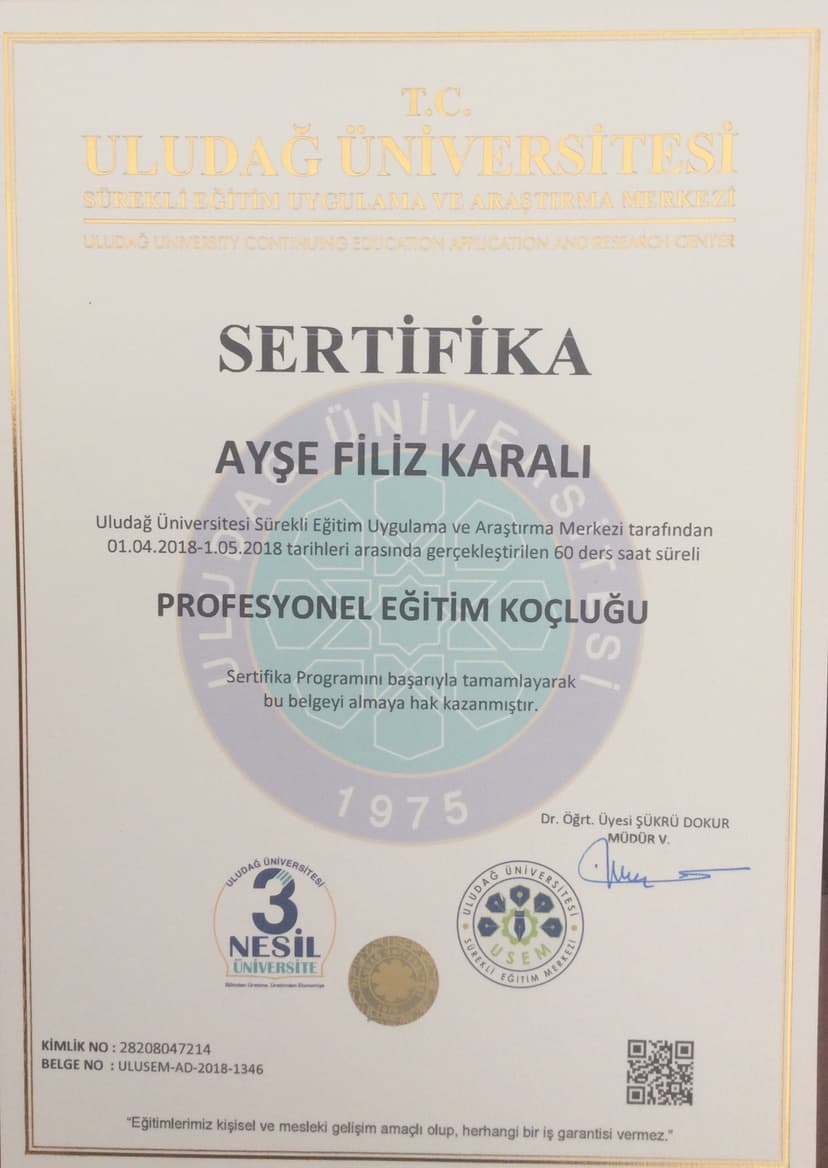 T.C.
ULUDAĞ ÜNİVERSİTESİ
SÜREKLİ EĞİTİM UYGULAMA VE ARAŞTIRMA MERKEZİ
ULUDAĞ UNIVERSITY CONTINUING EDUCATION APPLICATION AND RESEARCH CENTER
SERTİFİKA
AYŞE FİLİZ KARALI
Uludağ Üniversitesi Sürekli Eğitim Uygulama ve Araştırma Merkezi tarafından
01.04.2018-1.05.2018 tarihleri arasında gerçekleştirilen 60 ders saat süreli
PROFESYONEL EĞİTİM KOÇLUĞU
Sertifika Programını başarıyla tamamlayarak
bu belgeyi almaya hak kazanmıştır.
ULUDAĞ ÜNİVERSİTESİ
1975
Dr. Öğrt. Üyesi ŞÜKRÜ DOKUR
MÜDÜR V.
ULUDAĞ ÜNİVERSİTESİ
3
NESİL
ÜNİVERSİTE
ULUDAĞ ÜNİVERSİTESİ
USEM
SÜREKLİ EĞİTİM MERKEZİ
KİMLİK NO : 28208047214
BELGE NO : ULUSEM-AD-2018-1346
"Eğitimlerimiz kişisel ve mesleki gelişim amaçlı olup, herhangi bir iş garantisi vermez."